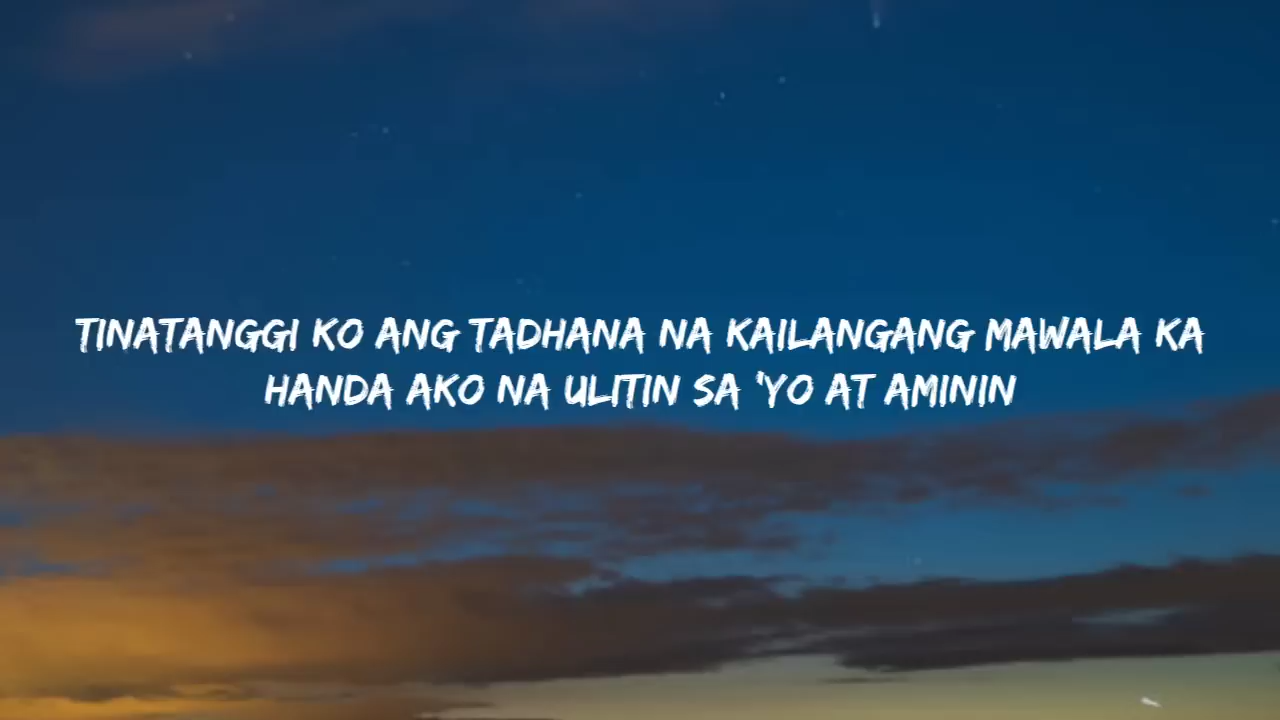 TINATANGGI KO ANG TADHANA NA KAILANGANG MAWALA KA
HANDA AKO NA ULITIN SA 'YO AT AMININ